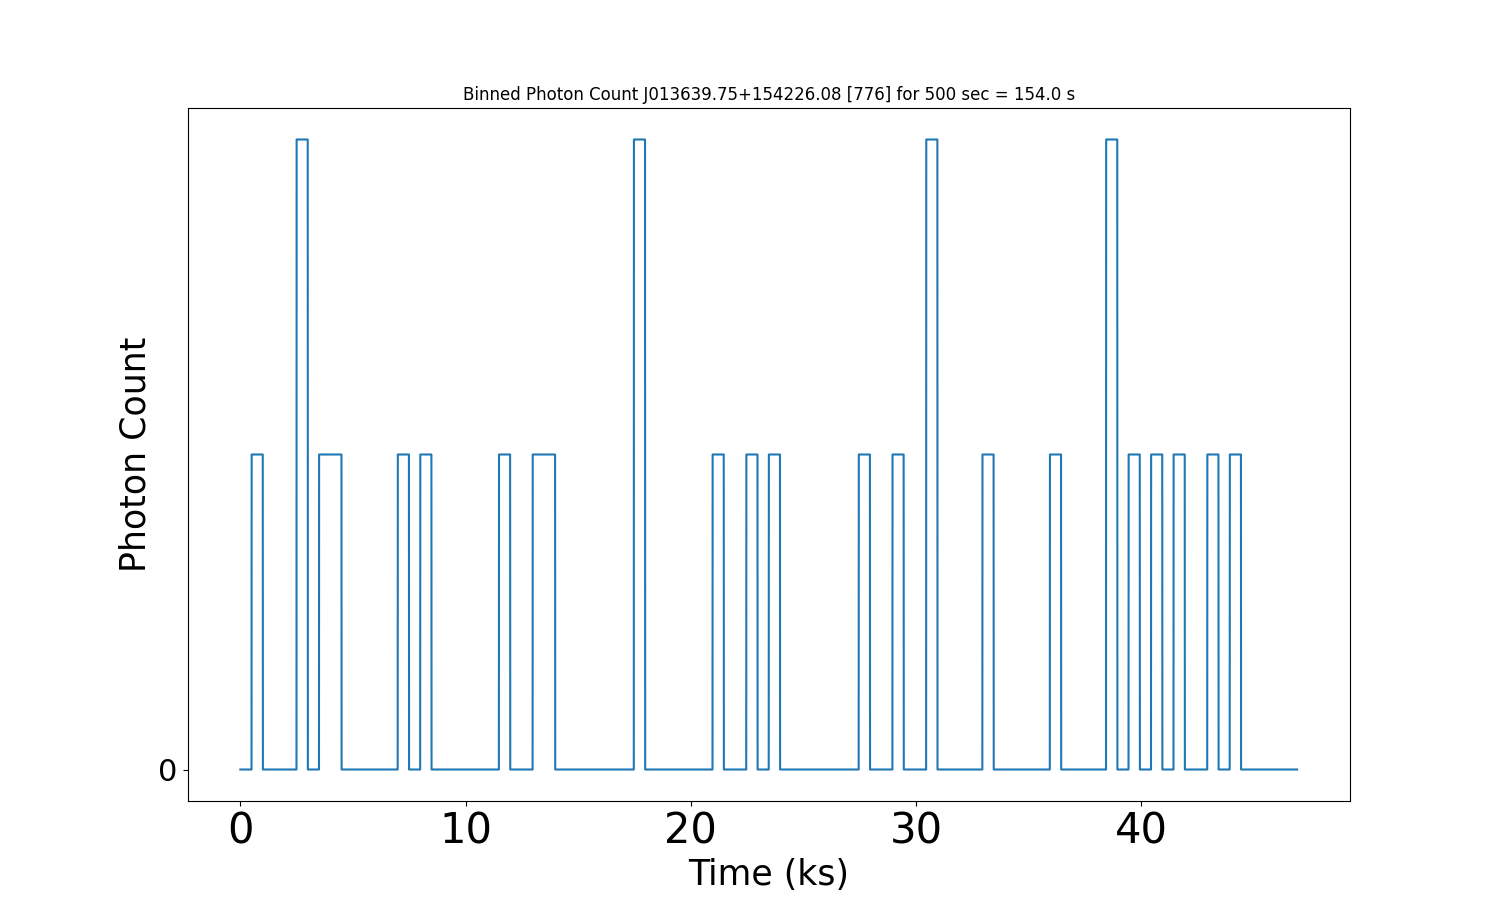 Binned Photon Count J013639.75+154226.08 [776] for 500 sec = 154.0 s
Photon Count
0
0 10 20 30 40
Time (ks)